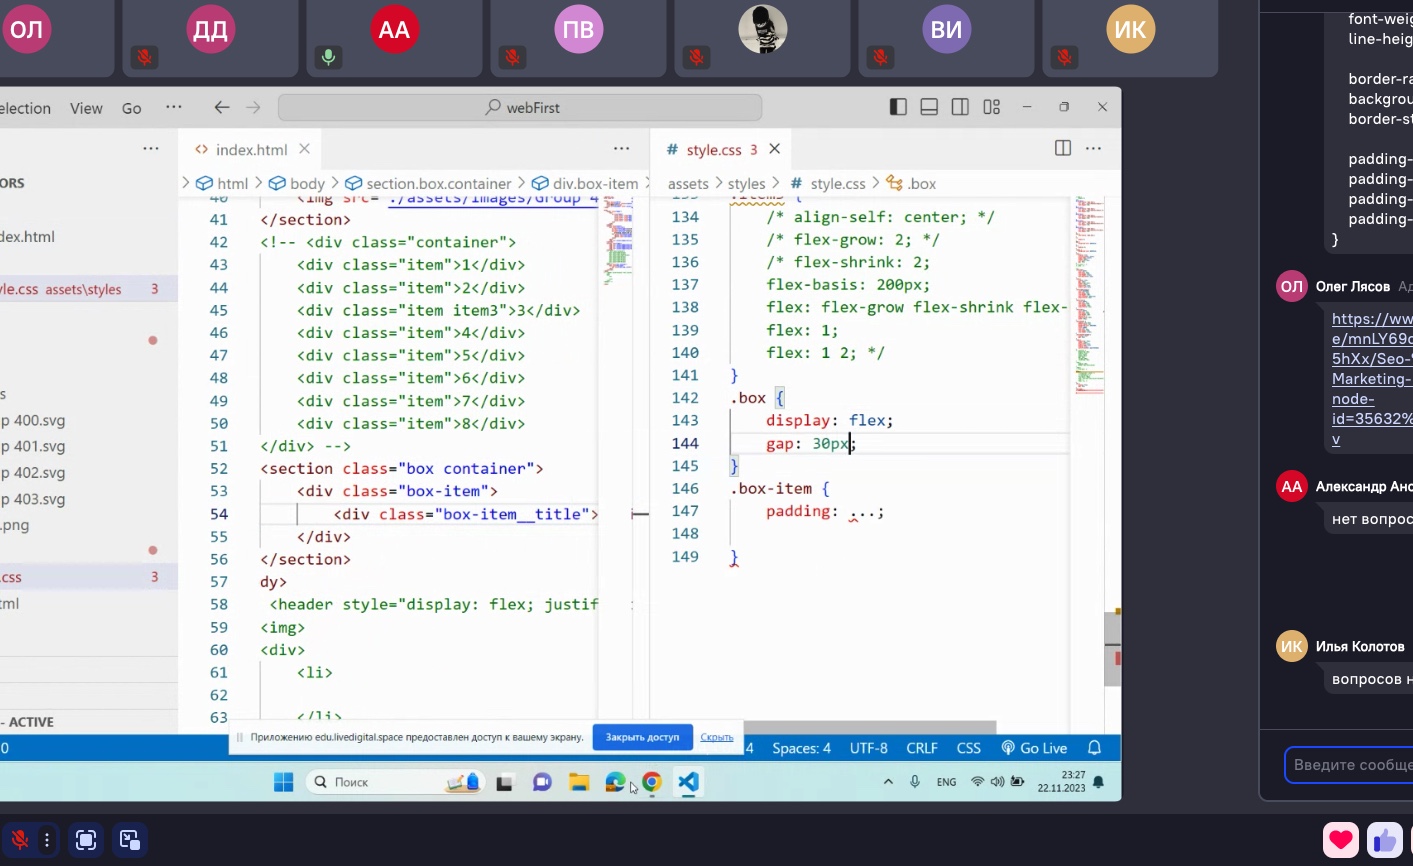 ОЛ
ДД
АА
ПВ
ВИ
ИК
election View Go ···
webFirst
index.html
style.css 3
html > body > section.box.container > div.box-item >
assets > styles > # style.css > .box
ORS
dex.html
yle.css assets\styles 3
s
p 400.svg
p 401.svg
p 402.svg
p 403.svg
.png
.css 3
tml
- ACTIVE
0
40 <img src="./assets/images/Group 4
41 </section>
42 <!-- <div class="container">
43 <div class="item">1</div>
44 <div class="item">2</div>
45 <div class="item item3">3</div>
46 <div class="item">4</div>
47 <div class="item">5</div>
48 <div class="item">6</div>
49 <div class="item">7</div>
50 <div class="item">8</div>
51 </div> -->
52 <section class="box container">
53 <div class="box-item">
54 <div class="box-item__title">
55 </div>
56 </section>
57 dy>
58 <header style="display: flex; justif
59 <img>
60 <div>
61 <li>
62
63 </li>
133 .item3 {
134 /* align-self: center; */
135 /* flex-grow: 2; */
136 /* flex-shrink: 2;
137 flex-basis: 200px;
138 flex: flex-grow flex-shrink flex-
139 flex: 1;
140 flex: 1 2; */
141 }
142 .box {
143 display: flex;
144 gap: 30px;
145 }
146 .box-item {
147 padding: ...;
148
149 }
Приложению edu.livedigital.space предоставлен доступ к вашему экрану.
Закрыть доступ
Скрыть
4 Spaces: 4 UTF-8 CRLF CSS Go Live
Поиск
ENG
23:27
22.11.2023
font-weig
line-heig
border-ra
backgrou
border-st
padding-
padding-
padding-
padding-
}
ОЛ Олег Лясов Ад
https://ww
e/mnLY69c
5hXx/Seo-
Marketing-
node-
id=35632%
v
АА Александр Ано
нет вопрос
ИК Илья Колотов
вопросов н
Введите сообще